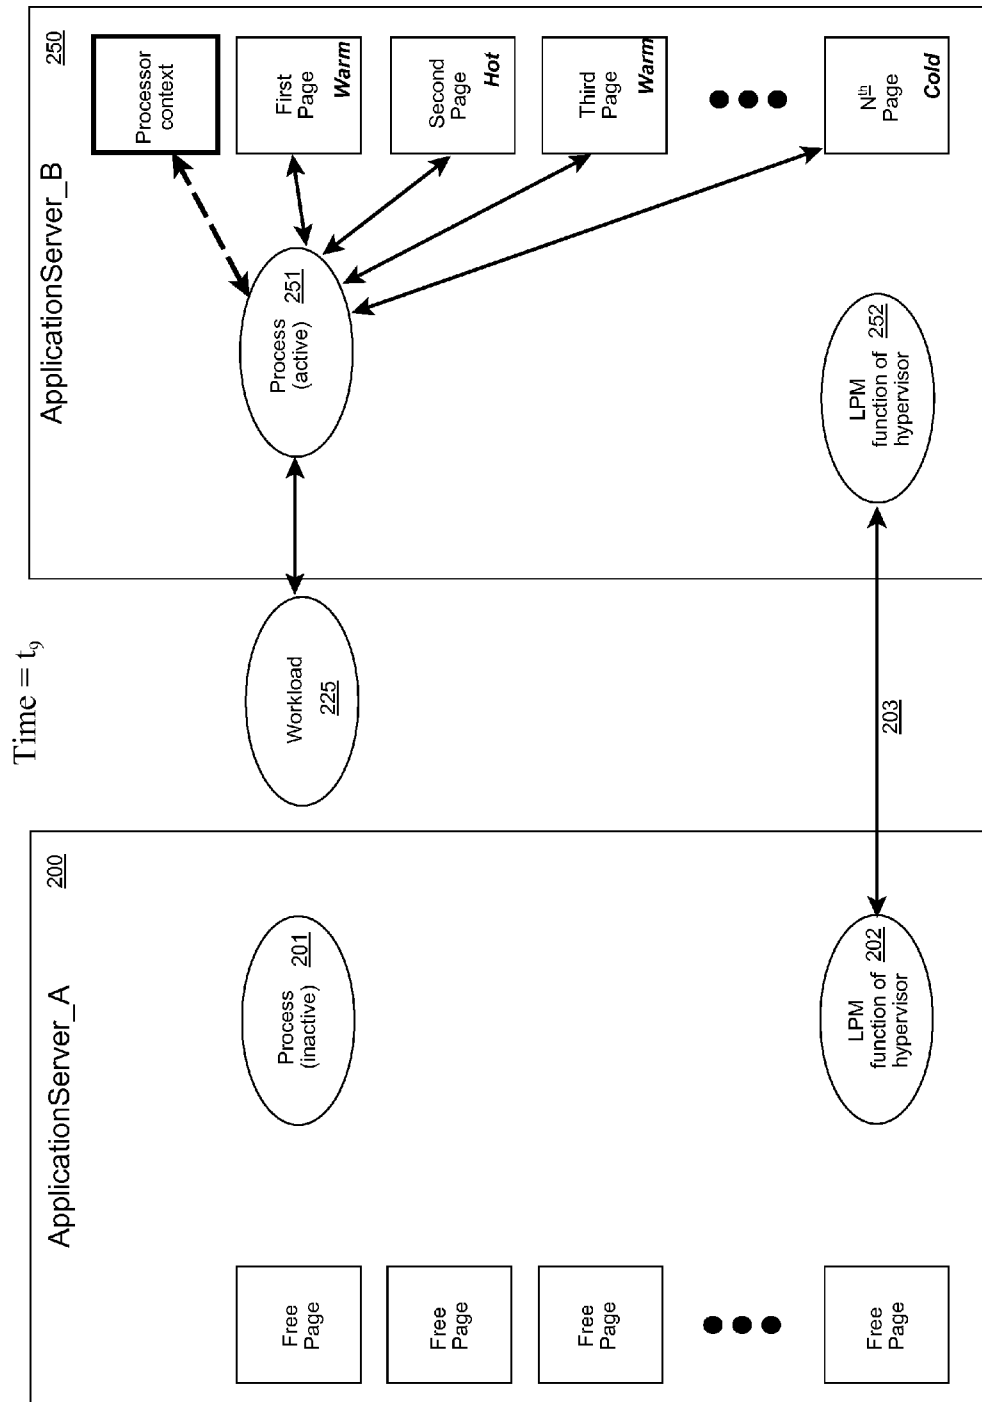 Time = t9
ApplicationServer_A
200
Free
Page
Free
Page
Free
Page
Free
Page
Process
(inactive)
201
LPM
function of
hypervisor
202
203
Workload
225
ApplicationServer_B
250
Process
(active)
251
LPM
function of
hypervisor
252
Processor
context
First
Page
Warm
Second
Page
Hot
Third
Page
Warm
Nth
Page
Cold